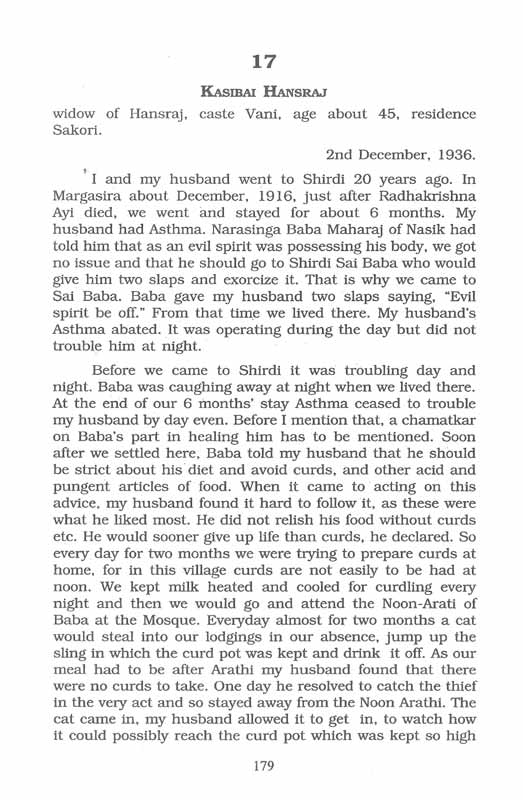 17
KASIBAI HANSRAJ
widow of Hansraj, caste Vani, age about 45, residence
Sakori.
2nd December, 1936.
' I and my husband went to Shirdi 20 years ago. In
Margasira about December, 1916, just after Radhakrishna
Ayi died, we went and stayed for about 6 months. My
husband had Asthma. Narasinga Baba Maharaj of Nasik had
told him that as an evil spirit was possessing his body, we got
no issue and that he should go to Shirdi Sai Baba who would
give him two slaps and exorcize it. That is why we came to
Sai Baba. Baba gave my husband two slaps saying, "Evil
spirit be off." From that time we lived there. My husband's
Asthma abated. It was operating during the day but did not
trouble him at night.
Before we came to Shirdi it was troubling day and
night. Baba was caughing away at night when we lived there.
At the end of our 6 months' stay Asthma ceased to trouble
my husband by day even. Before I mention that, a chamatkar
on Baba's part in healing him has to be mentioned. Soon
after we settled here, Baba told my husband that he should
be strict about his diet and avoid curds, and other acid and
pungent articles of food. When it came to acting on this
advice, my husband found it hard to follow it, as these were
what he liked most. He did not relish his food without curds
etc. He would sooner give up life than curds, he declared. So
every day for two months we were trying to prepare curds at
home, for in this village curds are not easily to be had at
noon. We kept milk heated and cooled for curdling every
night and then we would go and attend the Noon-Arati of
Baba at the Mosque. Everyday almost for two months a cat
would steal into our lodgings in our absence, jump up the
sling in which the curd pot was kept and drink it off. As our
meal had to be after Arathi my husband found that there
were no curds to take. One day he resolved to catch the thief
in the very act and so stayed away from the Noon Arathi. The
cat came in, my husband allowed it to get in, to watch how
it could possibly reach the curd pot which was kept so high
179